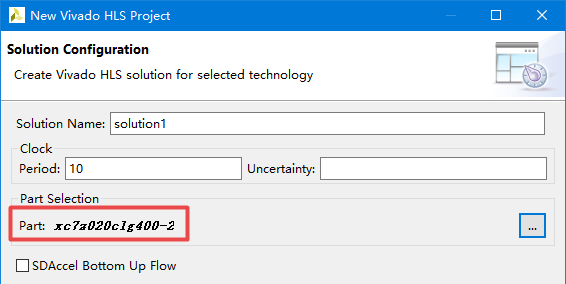 New Vivado HLS Project
Solution Configuration
Create Vivado HLS solution for selected technology
Solution Name: solution1
Clock
Period: 10 Uncertainty:
Part Selection
Part: xc7z020clg400-2 ...
SDAccel Bottom Up Flow